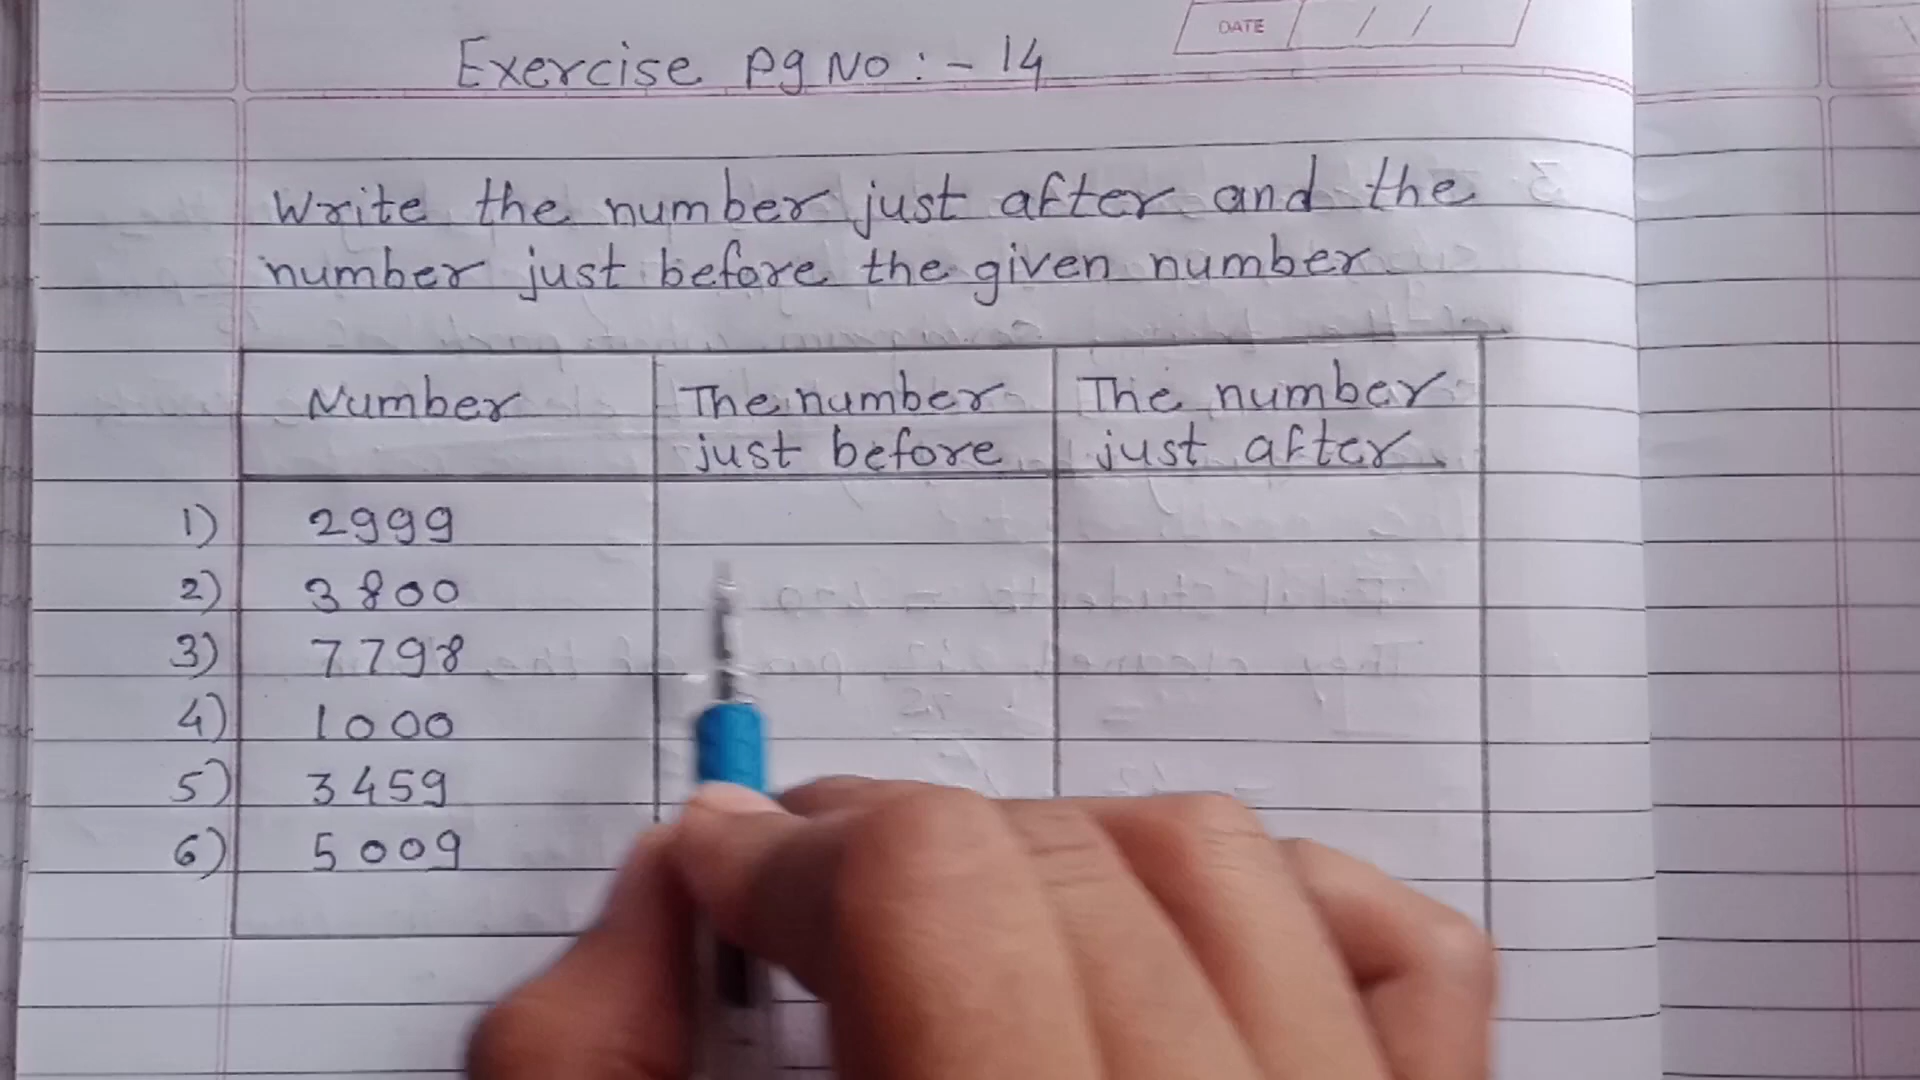 DATE / /
Exercise Pg No :- 14
Write the number just after and the
number just before the given number
Number The number just before The number just after
1) 2999
2) 3800
3) 7798
4) 1000
5) 3459
6) 5009